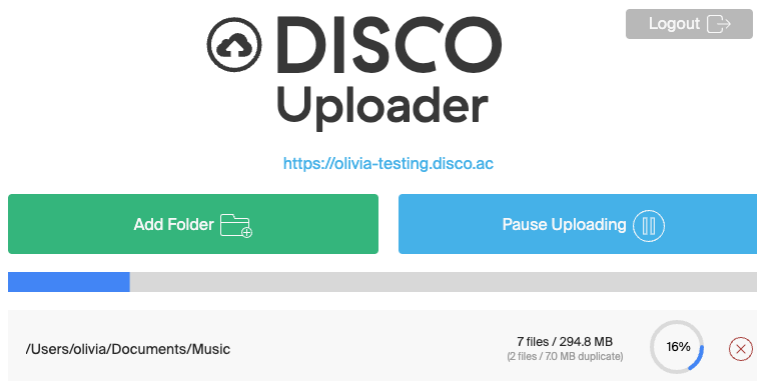 Logout
DISCO
Uploader
https://olivia-testing.disco.ac
Add Folder
Pause Uploading
/Users/olivia/Documents/Music
7 files / 294.8 MB
(2 files / 7.0 MB duplicate)
16%